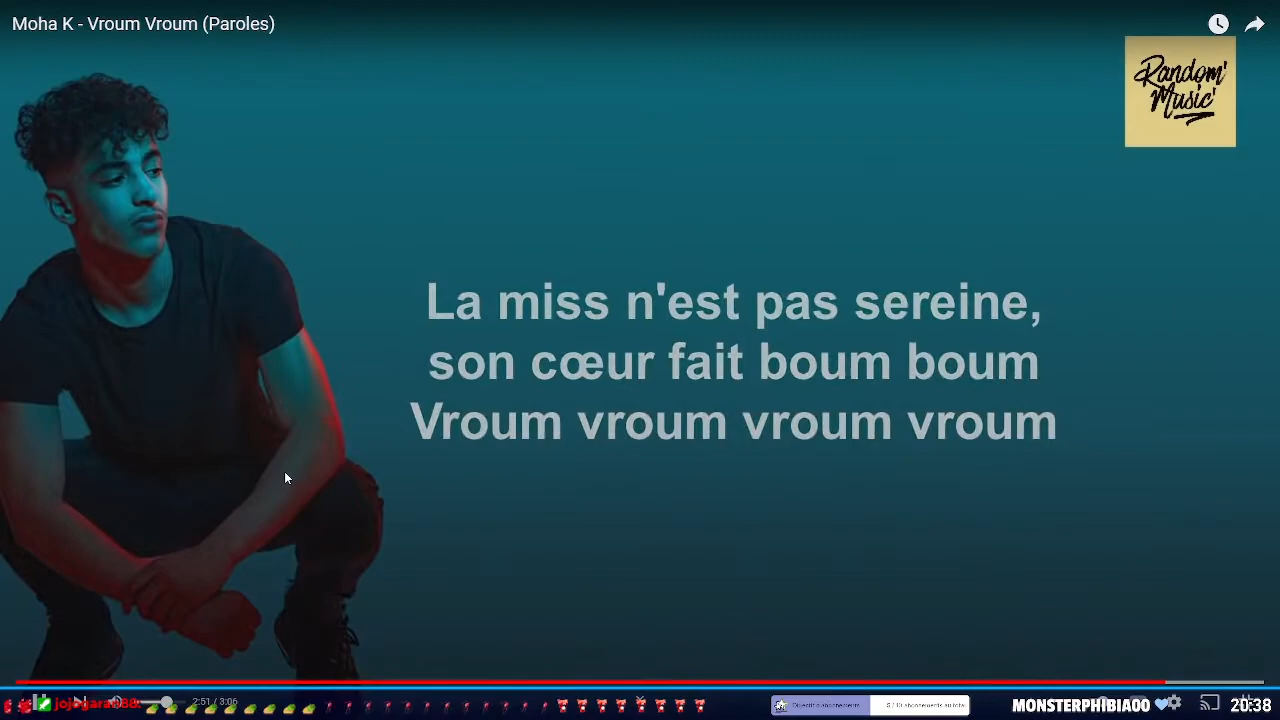 Moha K - Vroum Vroum (Paroles)
Random'
Music'
La miss n'est pas sereine,
son cœur fait boum boum
Vroum vroum vroum vroum
2:51 / 3:06
MONSTERPHIBIA00
20:38